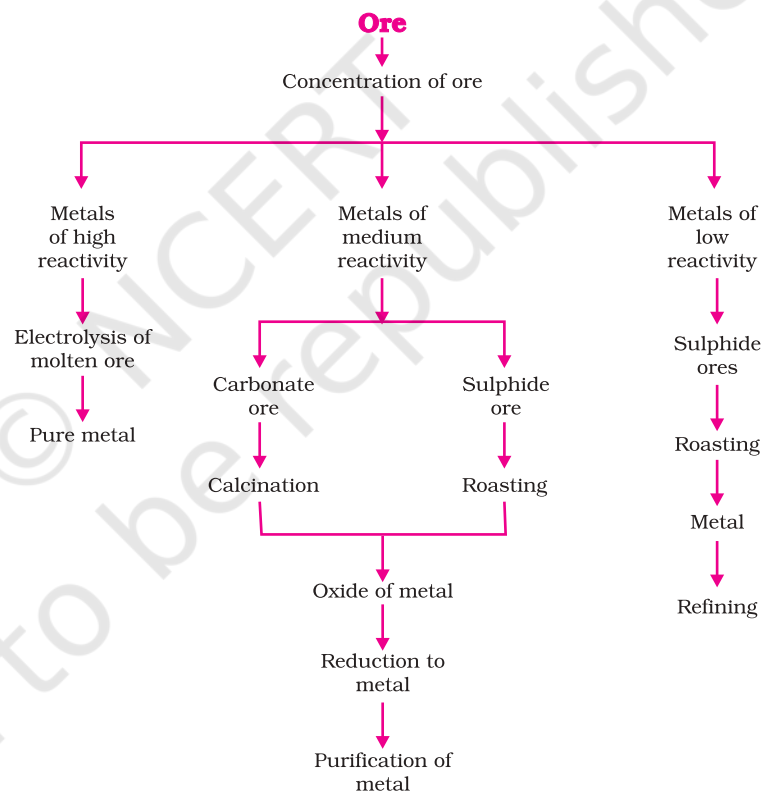 Ore
Concentration of ore
Metals
of high
reactivity
Electrolysis of
molten ore
Pure metal
Metals of
medium
reactivity
Carbonate
ore
Calcination
Sulphide
ore
Roasting
Oxide of metal
Reduction to
metal
Purification of
metal
Metals of
low
reactivity
Sulphide
ores
Roasting
Metal
Refining
© NCERT
to be republishe